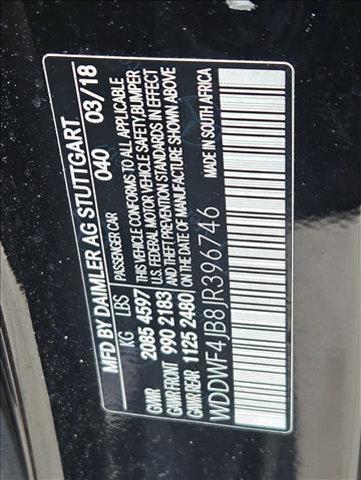 MFD BY DAIMLER AG STUTTGART
040 03/18
KG LBS PASSENGER CAR
GVWR 2085 4597 THIS VEHICLE CONFORMS TO ALL APPLICABLE
GAWR FRONT 990 2183 U.S. FEDERAL MOTOR VEHICLE SAFETY,BUMPER
GAWR REAR 1125 2480 AND THEFT PREVENTION STANDARDS IN EFFECT
ON THE DATE OF MANUFACTURE SHOWN ABOVE
MADE IN SOUTH AFRICA
WDDWF4JB8JR396746